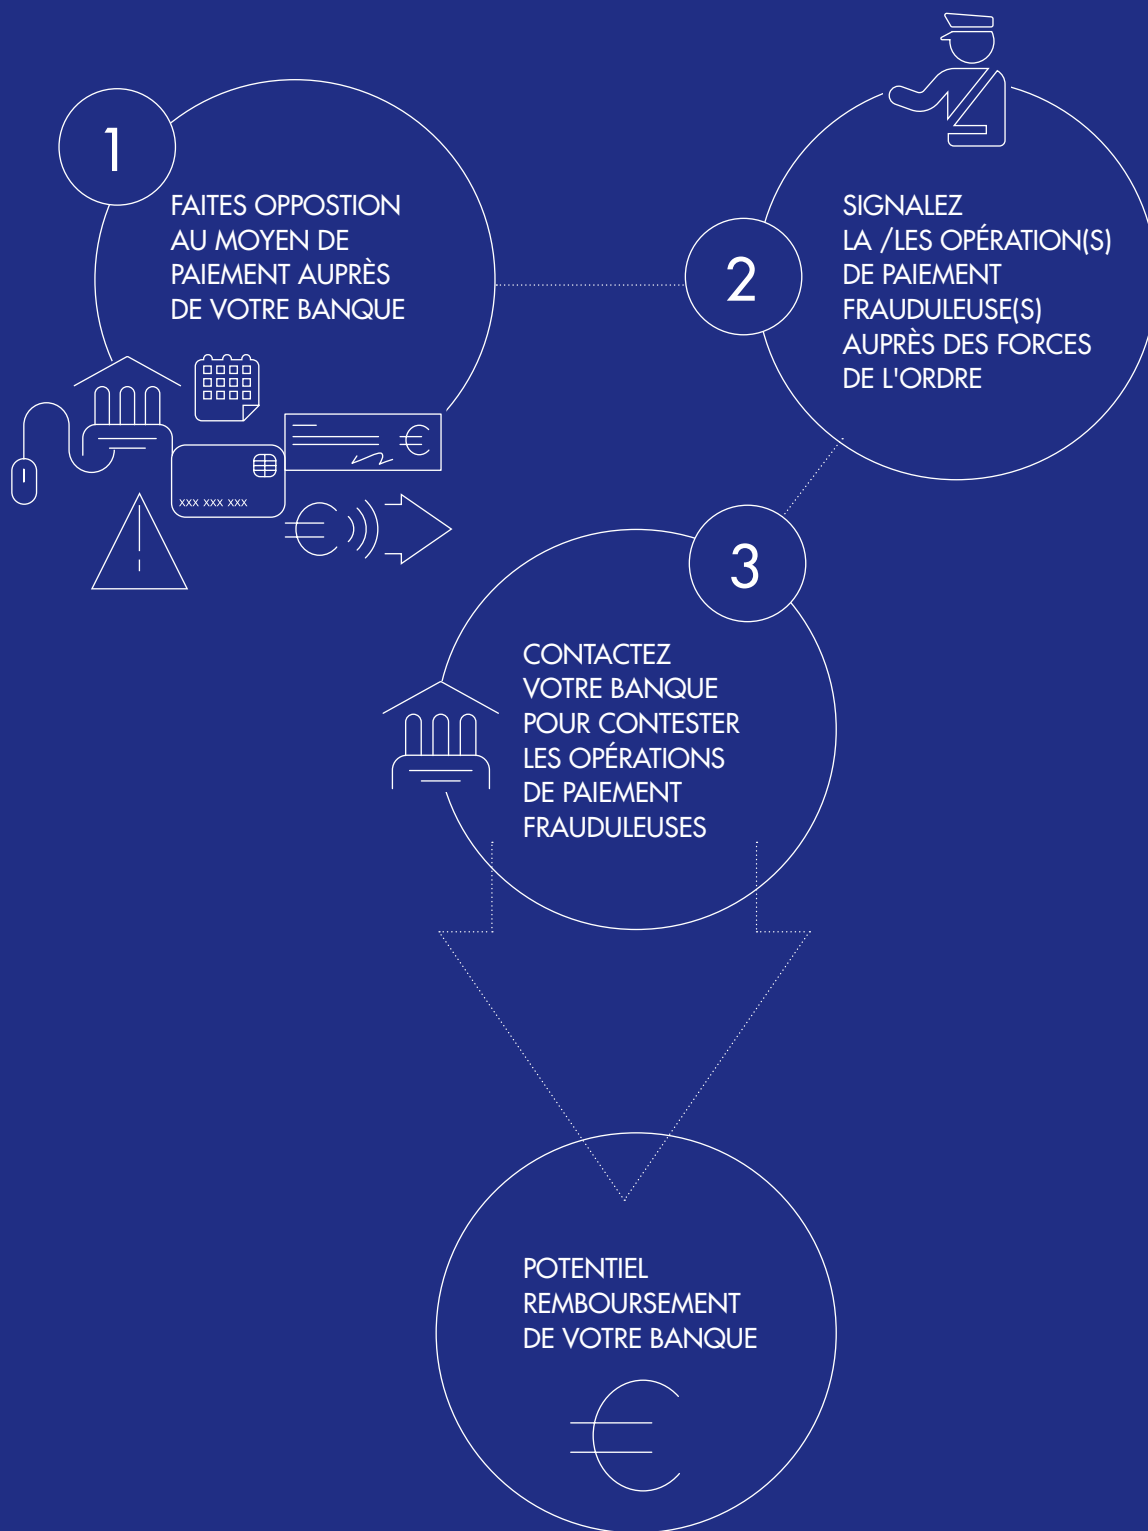 1
FAITES OPPOSTION
AU MOYEN DE
PAIEMENT AUPRÈS
DE VOTRE BANQUE
XXX XXX XXX
2
SIGNALEZ
LA /LES OPÉRATION(S)
DE PAIEMENT
FRAUDULEUSE(S)
AUPRÈS DES FORCES
DE L'ORDRE
3
CONTACTEZ
VOTRE BANQUE
POUR CONTESTER
LES OPÉRATIONS
DE PAIEMENT
FRAUDULEUSES
POTENTIEL
REMBOURSEMENT
DE VOTRE BANQUE